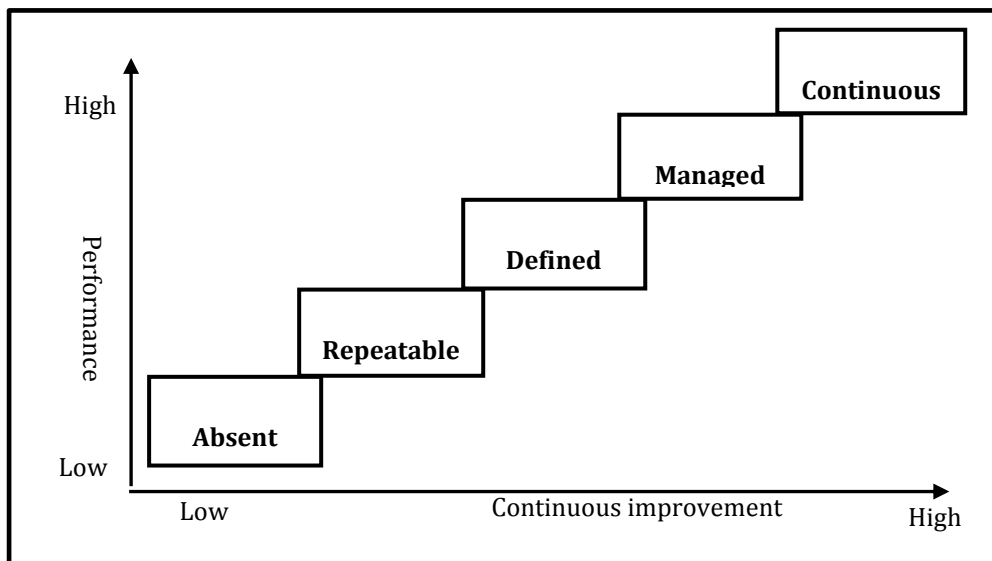 Continuous
High
Managed
Defined
Performance
Repeatable
Absent
Low
Low
Continuous improvement
High